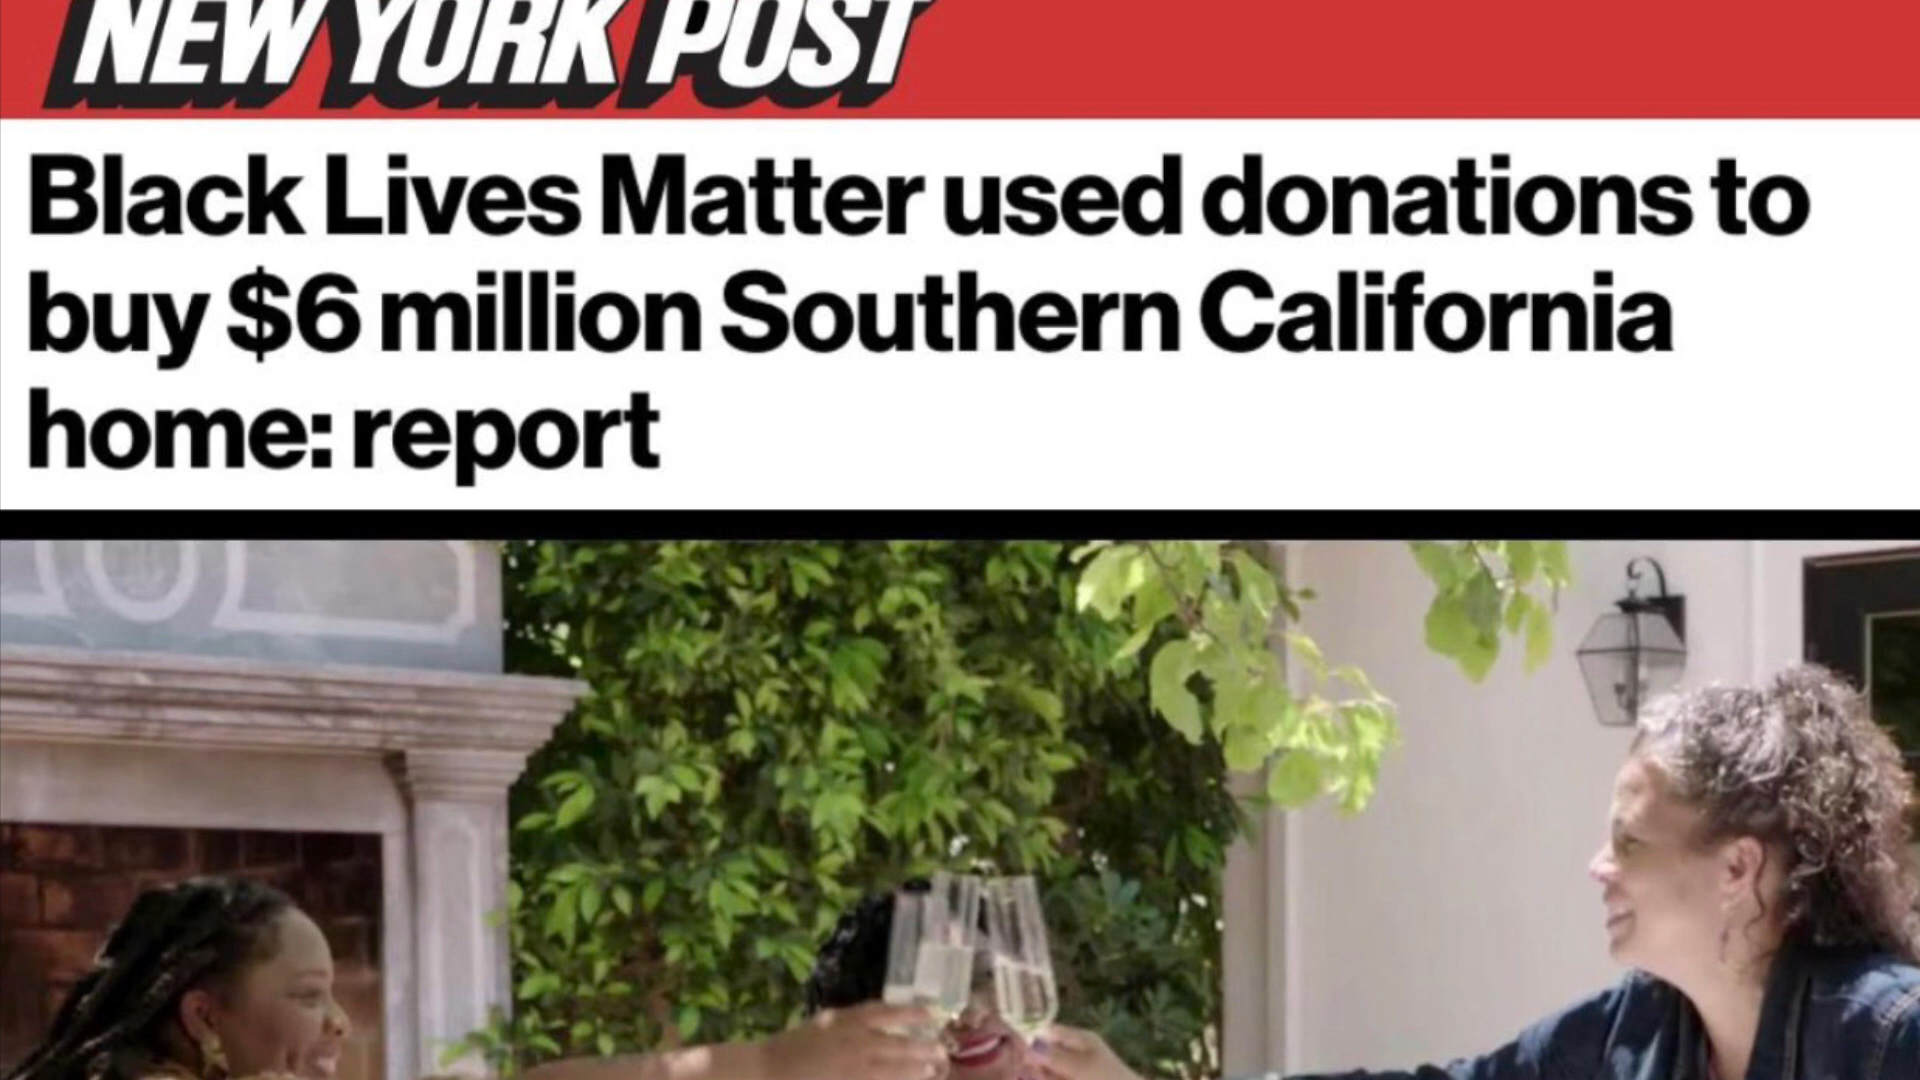 NEW YORK POST
Black Lives Matter used donations to
buy $6 million Southern California
home: report